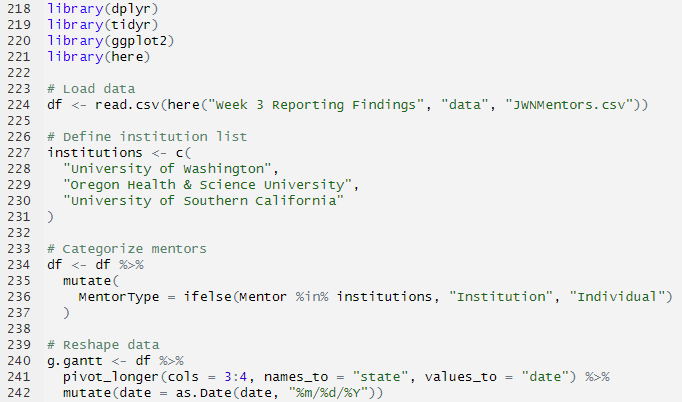 218 library(dplyr)
219 library(tidyr)
220 library(ggplot2)
221 library(here)
222
223 # Load data
224 df <- read.csv(here("Week 3 Reporting Findings", "data", "JWNMentors.csv"))
225
226 # Define institution list
227 institutions <- c(
228   "University of Washington",
229   "Oregon Health & Science University",
230   "University of Southern California"
231 )
232
233 # Categorize mentors
234 df <- df %>%
235   mutate(
236     MentorType = ifelse(Mentor %in% institutions, "Institution", "Individual")
237   )
238
239 # Reshape data
240 g.gantt <- df %>%
241   pivot_longer(cols = 3:4, names_to = "state", values_to = "date") %>%
242   mutate(date = as.Date(date, "%m/%d/%Y"))